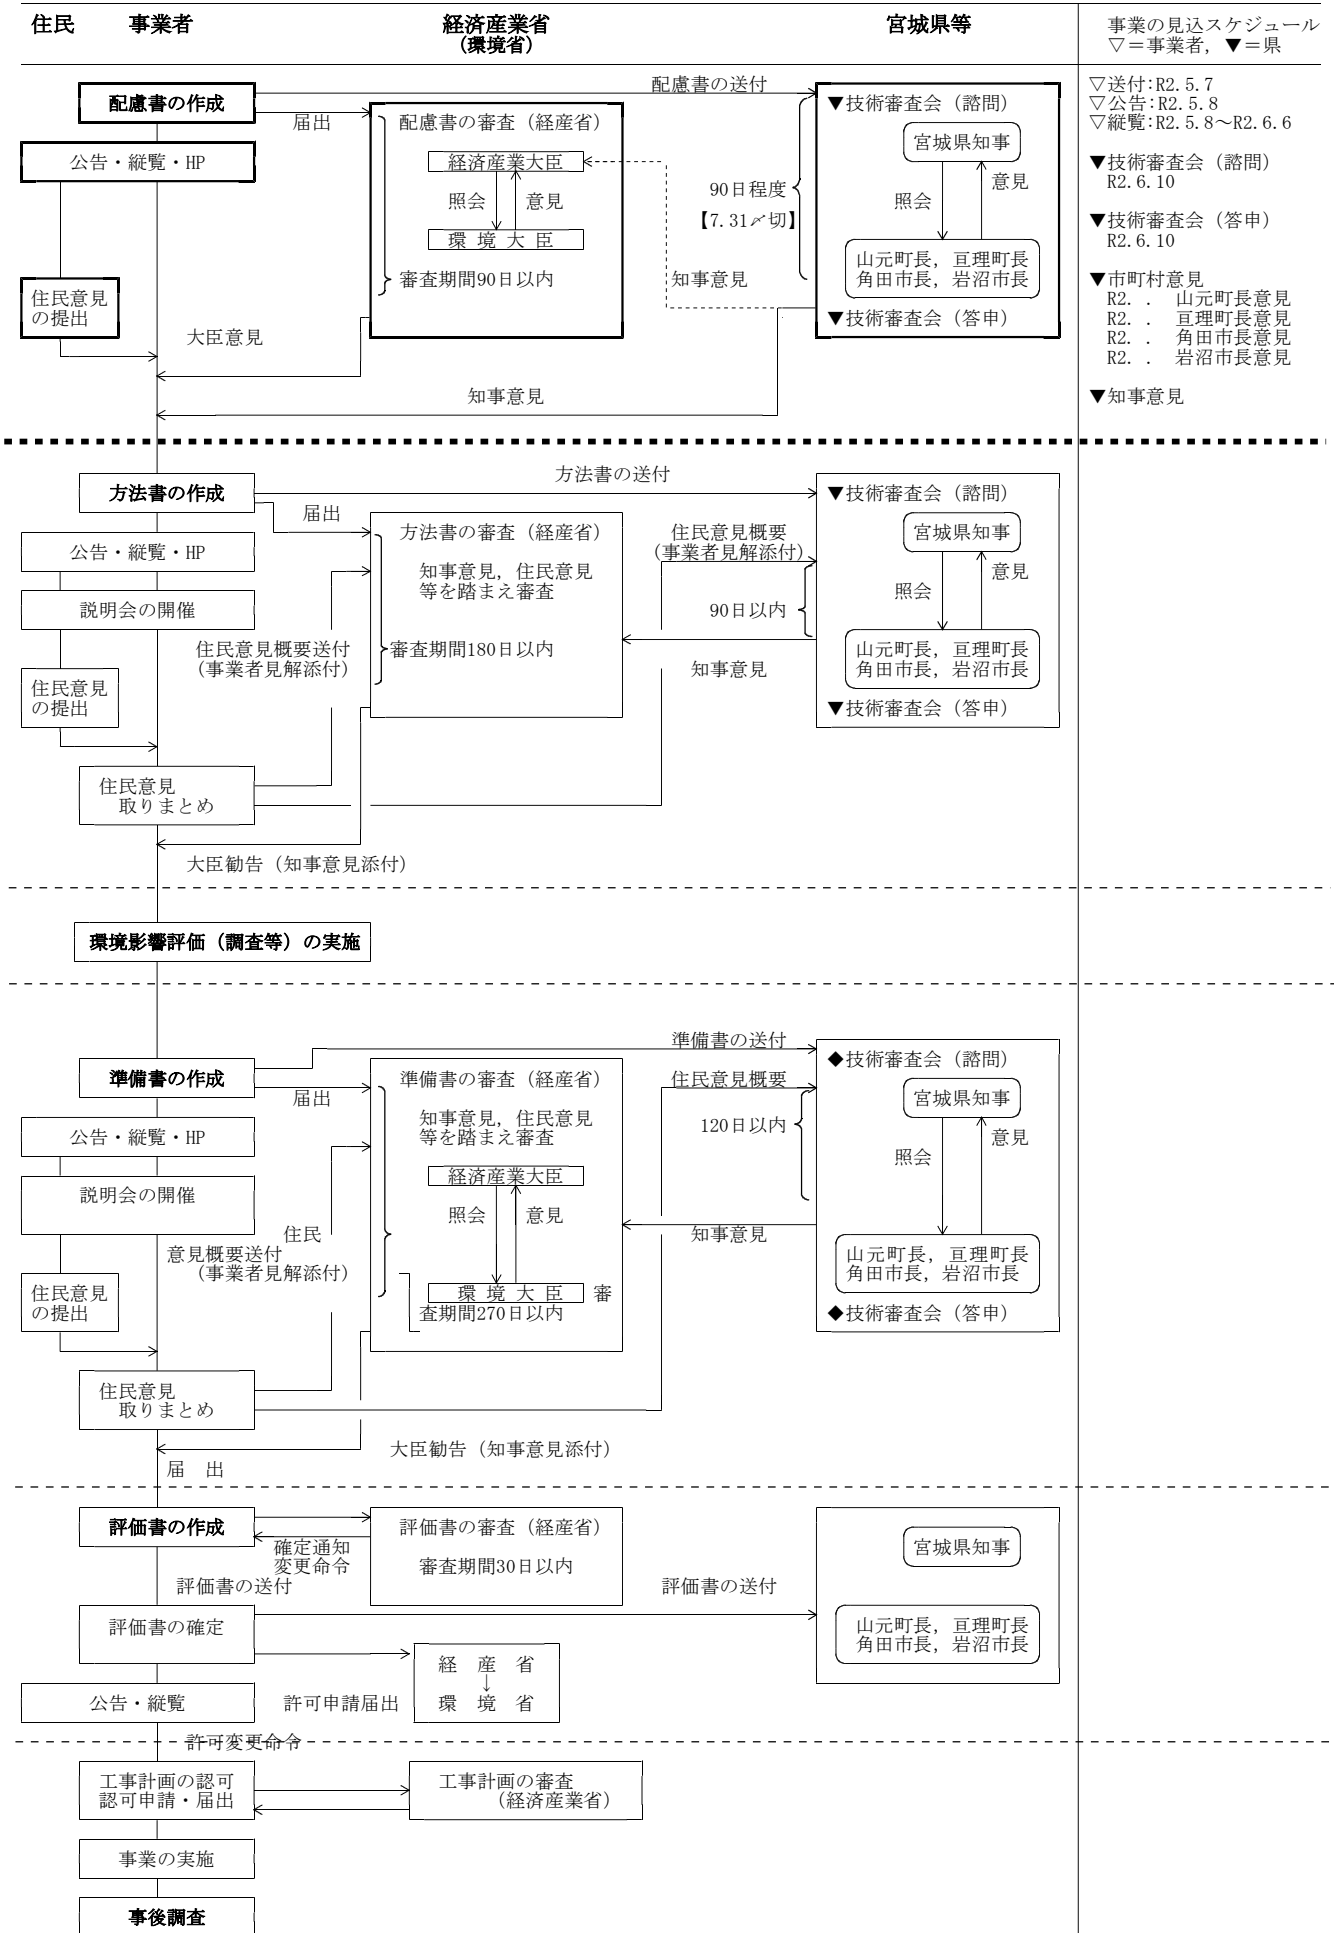 住民　事業者　経済産業省　宮城県等　事業の見込スケジュール
（環境省）　▽＝事業者，▼＝県
配慮書の作成
届出
配慮書の送付
公告・縦覧・HP
住民意見
の提出
配慮書の審査（経産省）
経済産業大臣
照会　意見
環 境 大 臣
審査期間90日以内
大臣意見
知事意見
90日程度
【7.31〆切】
知事意見
▼技術審査会（諮問）
宮城県知事
照会　意見
山元町長，亘理町長
角田市長，岩沼市長
▼技術審査会（答申）
▽送付：R2.5.7
▽公告：R2.5.8
▽縦覧：R2.5.8～R2.6.6
▼技術審査会（諮問）
R2.6.10
▼技術審査会（答申）
R2.6.10
▼市町村意見
R2. .　山元町長意見
R2. .　亘理町長意見
R2. .　角田市長意見
R2. .　岩沼市長意見
▼知事意見
方法書の作成
届出
方法書の送付
公告・縦覧・HP
説明会の開催
住民意見
の提出
住民意見概要送付
（事業者見解添付）
方法書の審査（経産省）
知事意見，住民意見
等を踏まえ審査
審査期間180日以内
住民意見概要
（事業者見解添付）
90日以内
知事意見
▼技術審査会（諮問）
宮城県知事
照会　意見
山元町長，亘理町長
角田市長，岩沼市長
▼技術審査会（答申）
住民意見
取りまとめ
大臣勧告（知事意見添付）
環境影響評価（調査等）の実施
準備書の作成
届出
準備書の送付
公告・縦覧・HP
説明会の開催
住民意見
の提出
住民
意見概要送付
（事業者見解添付）
準備書の審査（経産省）
知事意見，住民意見
等を踏まえ審査
経済産業大臣
照会　意見
環 境 大 臣　審
査期間270日以内
住民意見概要
120日以内
知事意見
◆技術審査会（諮問）
宮城県知事
照会　意見
山元町長，亘理町長
角田市長，岩沼市長
◆技術審査会（答申）
住民意見
取りまとめ
大臣勧告（知事意見添付）
届　出
評価書の作成
確定通知
変更命令
評価書の審査（経産省）
審査期間30日以内
評価書の送付
評価書の送付
宮城県知事
山元町長，亘理町長
角田市長，岩沼市長
評価書の確定
経　産　省
↓
環　境　省
公告・縦覧
許可申請届出
許可変更命令
工事計画の認可
認可申請・届出
工事計画の審査
（経済産業省）
事業の実施
事後調査